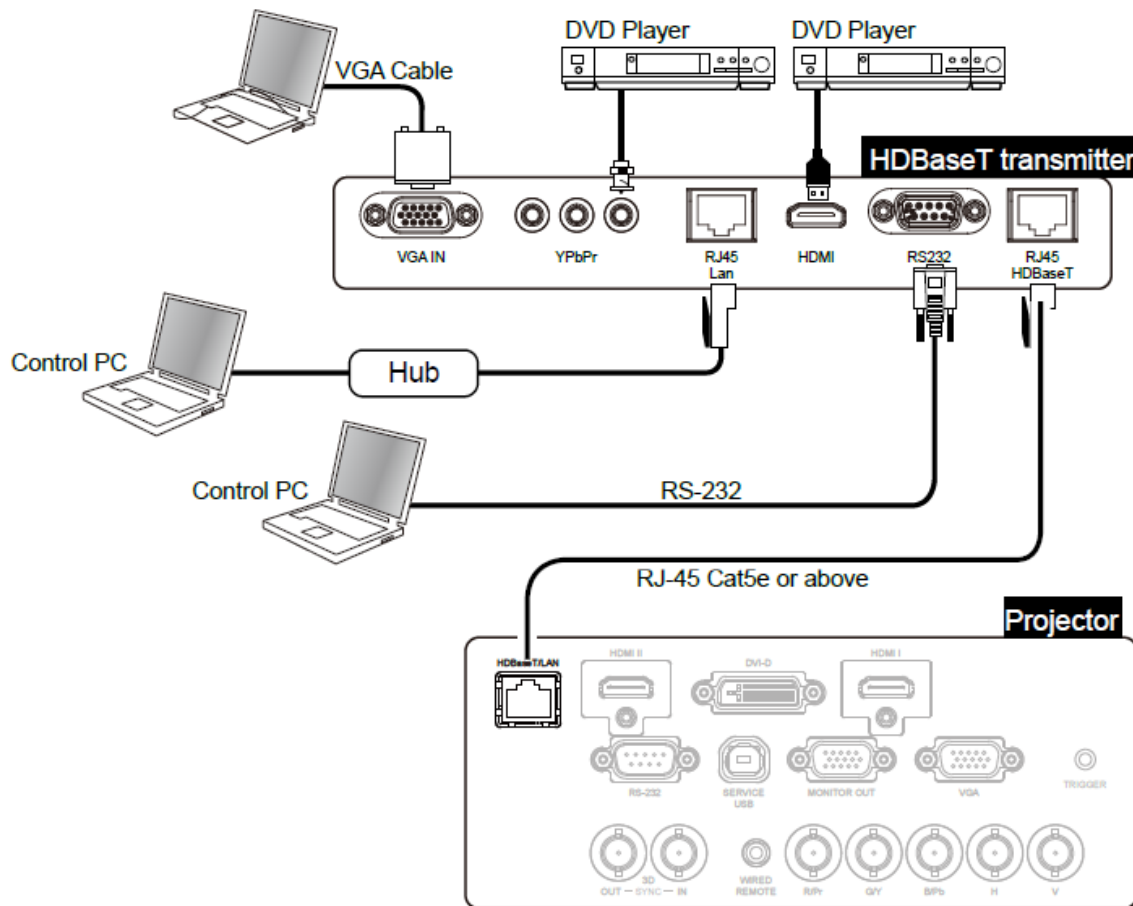 DVD Player
DVD Player
VGA Cable
HDBaseT transmitter
VGA IN
YPbPr
RJ45
Lan
HDMI
RS232
RJ45
HDBaseT
Control PC
Hub
Control PC
RS-232
RJ-45 Cat5e or above
Projector
HDBaseT/LAN
HDMI II
DVI-D
HDMI I
RS-232
SERVICE
USB
MONITOR OUT
VGA
TRIGGER
OUT
3D
SYNC
IN
WIRED
REMOTE
R/Pr
G/Y
B/Pb
H
V